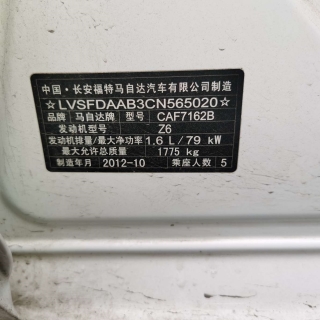 中国·长安福特马自达汽车有限公司制造
☆LVSFDAAB3CN565020☆
品牌 马自达牌 型号 CAF7162B
发动机型号 Z6
发动机排量/最大净功率 1.6 L/79 kW
最大允许总质量 1775 kg
制造年月 2012-10 乘座人数 5